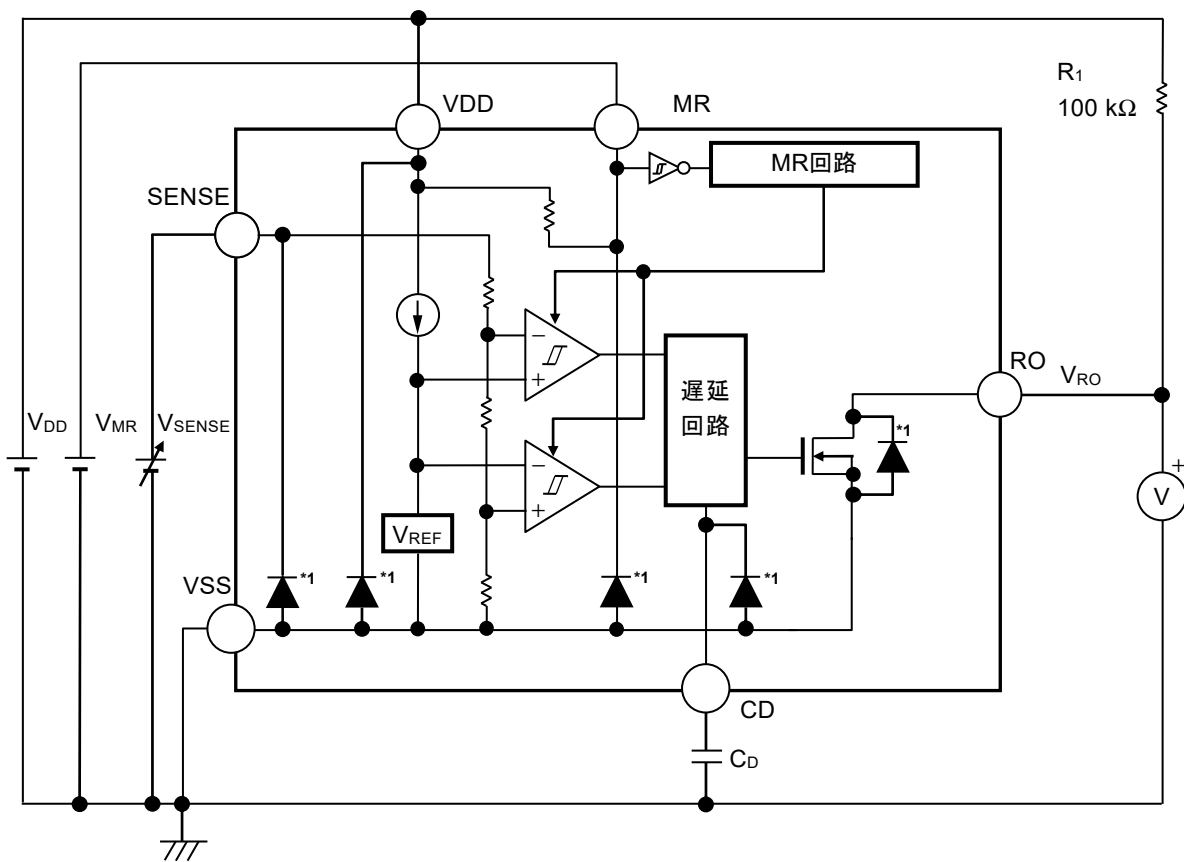 R1
100 kΩ
VDD
MR
MR回路
SENSE
−
+
RO
VRO
遅延
回路
*1
VDD
VMR
VSENSE
−
+
+
V
VREF
VSS
*1
*1
*1
*1
CD
CD